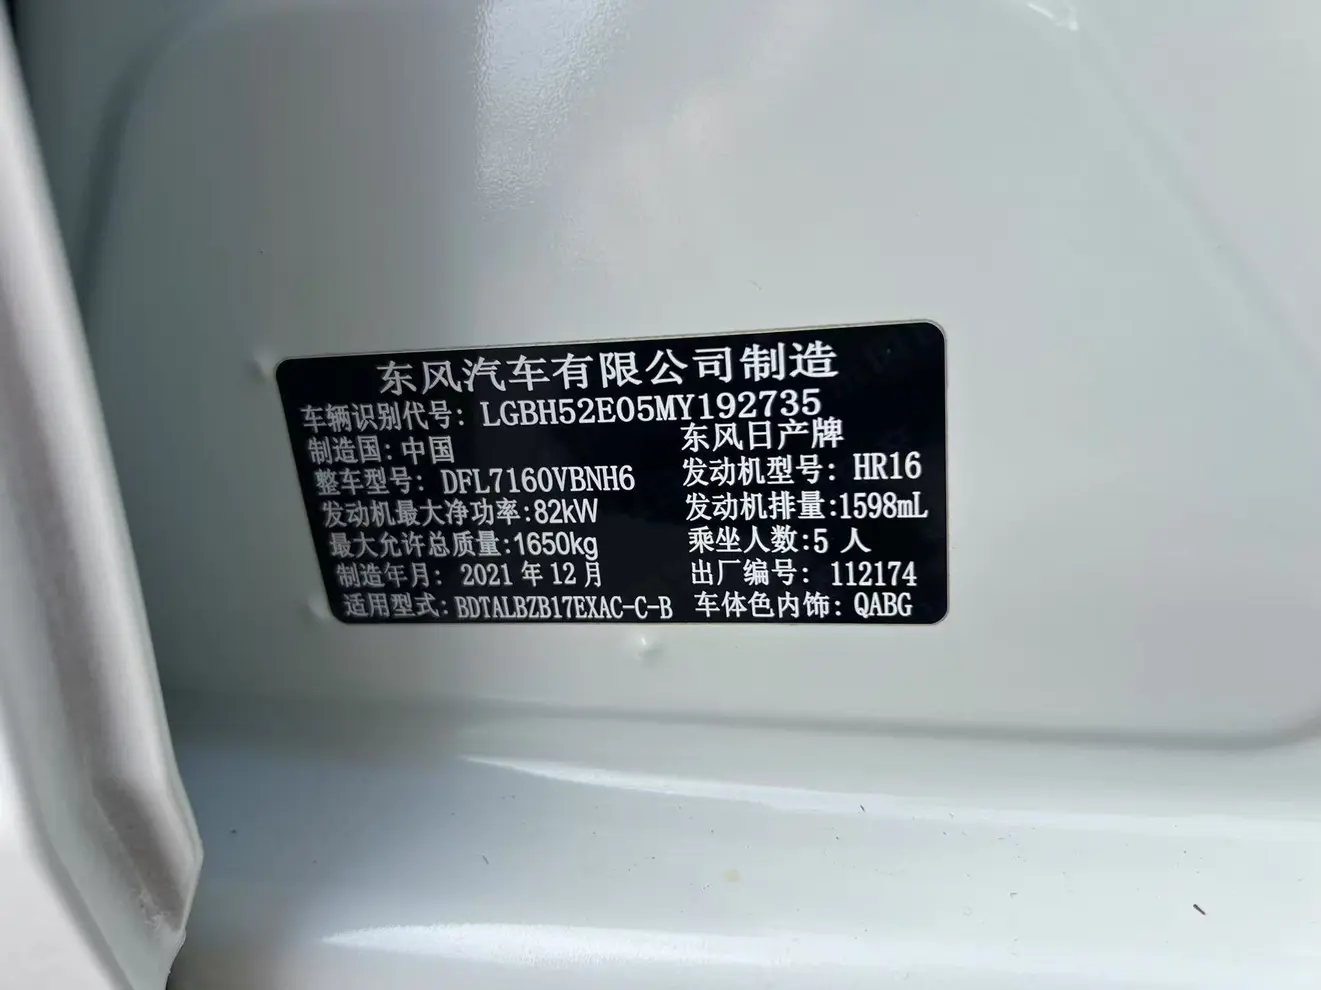 东风汽车有限公司制造
车辆识别代号: LGBH52E05MY192735
制造国: 中国 东风日产牌
整车型号: DFL7160VBNH6 发动机型号: HR16
发动机最大净功率:82kW 发动机排量:1598mL
最大允许总质量:1650kg 乘坐人数:5 人
制造年月: 2021 年 12 月 出厂编号: 112174
适用型式: BDTALBZB17EXAC-C-B 车体色内饰: QABG